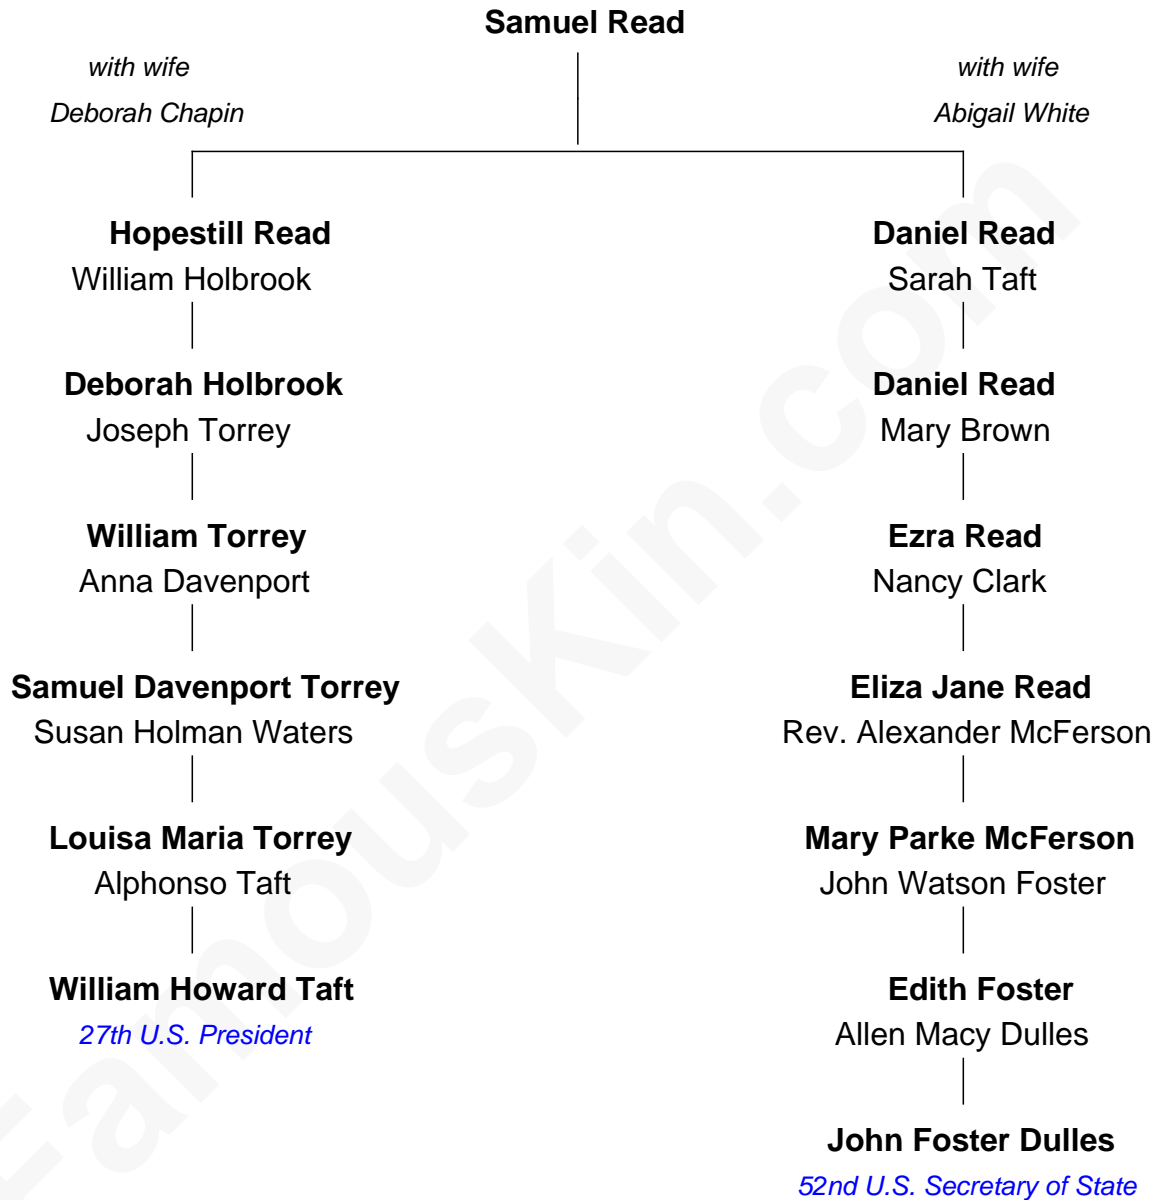 Samuel Read
with wife
Deborah Chapin
with wife
Abigail White
Hopestill Read
William Holbrook
Daniel Read
Sarah Taft
Deborah Holbrook
Joseph Torrey
Daniel Read
Mary Brown
William Torrey
Anna Davenport
Ezra Read
Nancy Clark
Samuel Davenport Torrey
Susan Holman Waters
Eliza Jane Read
Rev. Alexander McFerson
Louisa Maria Torrey
Alphonso Taft
Mary Parke McFerson
John Watson Foster
William Howard Taft
27th U.S. President
Edith Foster
Allen Macy Dulles
John Foster Dulles
52nd U.S. Secretary of State
FamousKin.com